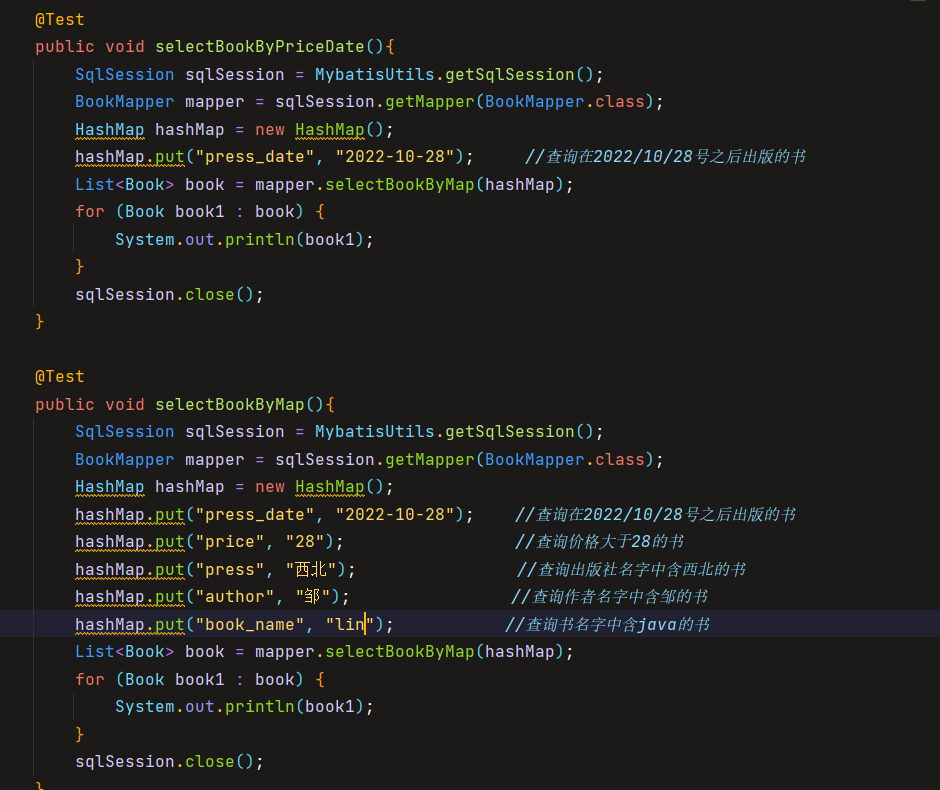 @Test
public void selectBookByPriceDate(){
    SqlSession sqlSession = MybatisUtils.getSqlSession();
    BookMapper mapper = sqlSession.getMapper(BookMapper.class);
    HashMap hashMap = new HashMap();
    hashMap.put("press_date", "2022-10-28");     //查询在2022/10/28号之后出版的书
    List<Book> book = mapper.selectBookByMap(hashMap);
    for (Book book1 : book) {
        System.out.println(book1);
    }
    sqlSession.close();
}
@Test
public void selectBookByMap(){
    SqlSession sqlSession = MybatisUtils.getSqlSession();
    BookMapper mapper = sqlSession.getMapper(BookMapper.class);
    HashMap hashMap = new HashMap();
    hashMap.put("press_date", "2022-10-28");    //查询在2022/10/28号之后出版的书
    hashMap.put("price", "28");                 //查询价格大于28的书
    hashMap.put("press", "西北");                //查询出版社名字中含西北的书
    hashMap.put("author", "邹");                //查询作者名字中含邹的书
    hashMap.put("book_name", "lin");           //查询书名字中含java的书
    List<Book> book = mapper.selectBookByMap(hashMap);
    for (Book book1 : book) {
        System.out.println(book1);
    }
    sqlSession.close();
}